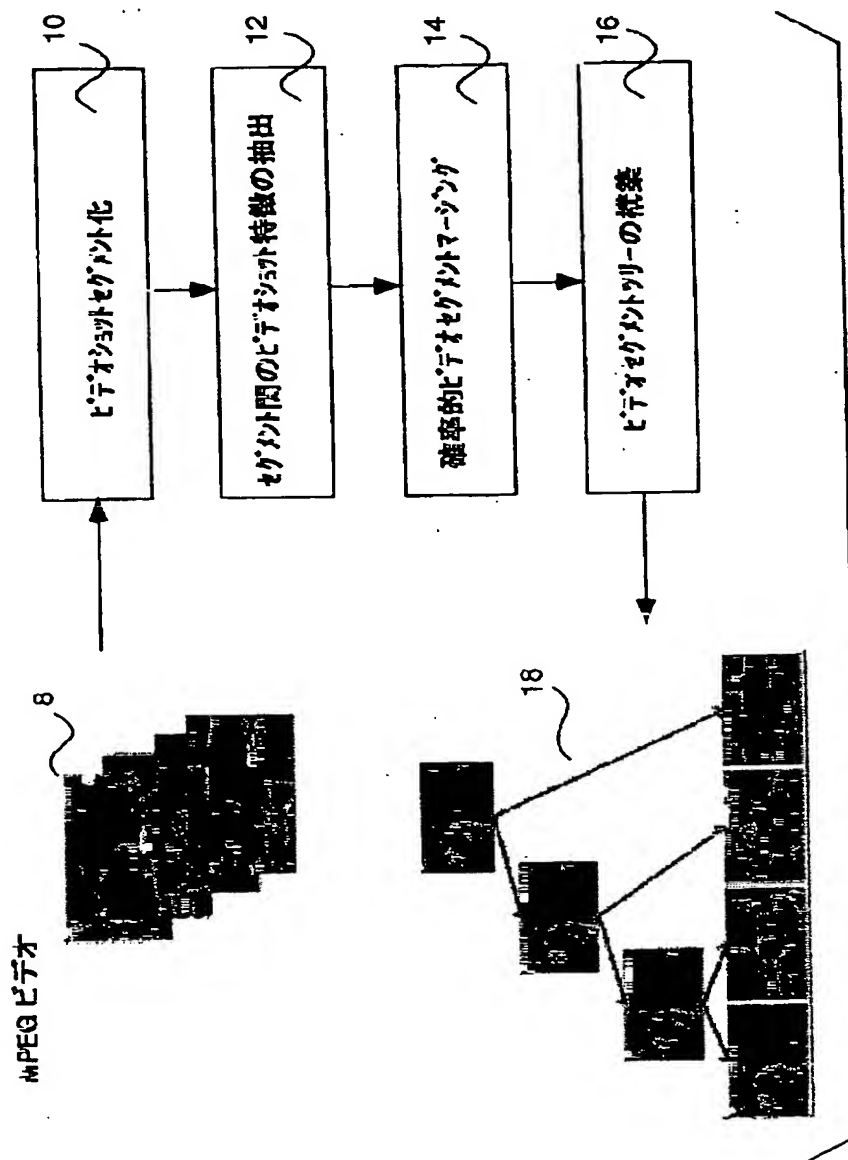 MPEG ビデオ
8
ビデオショットセグメント化
10
セグメント間のビデオショット特徴の抽出
12
確率的ビデオセグメントマージング
14
ビデオセグメントツリーの構築
16
18